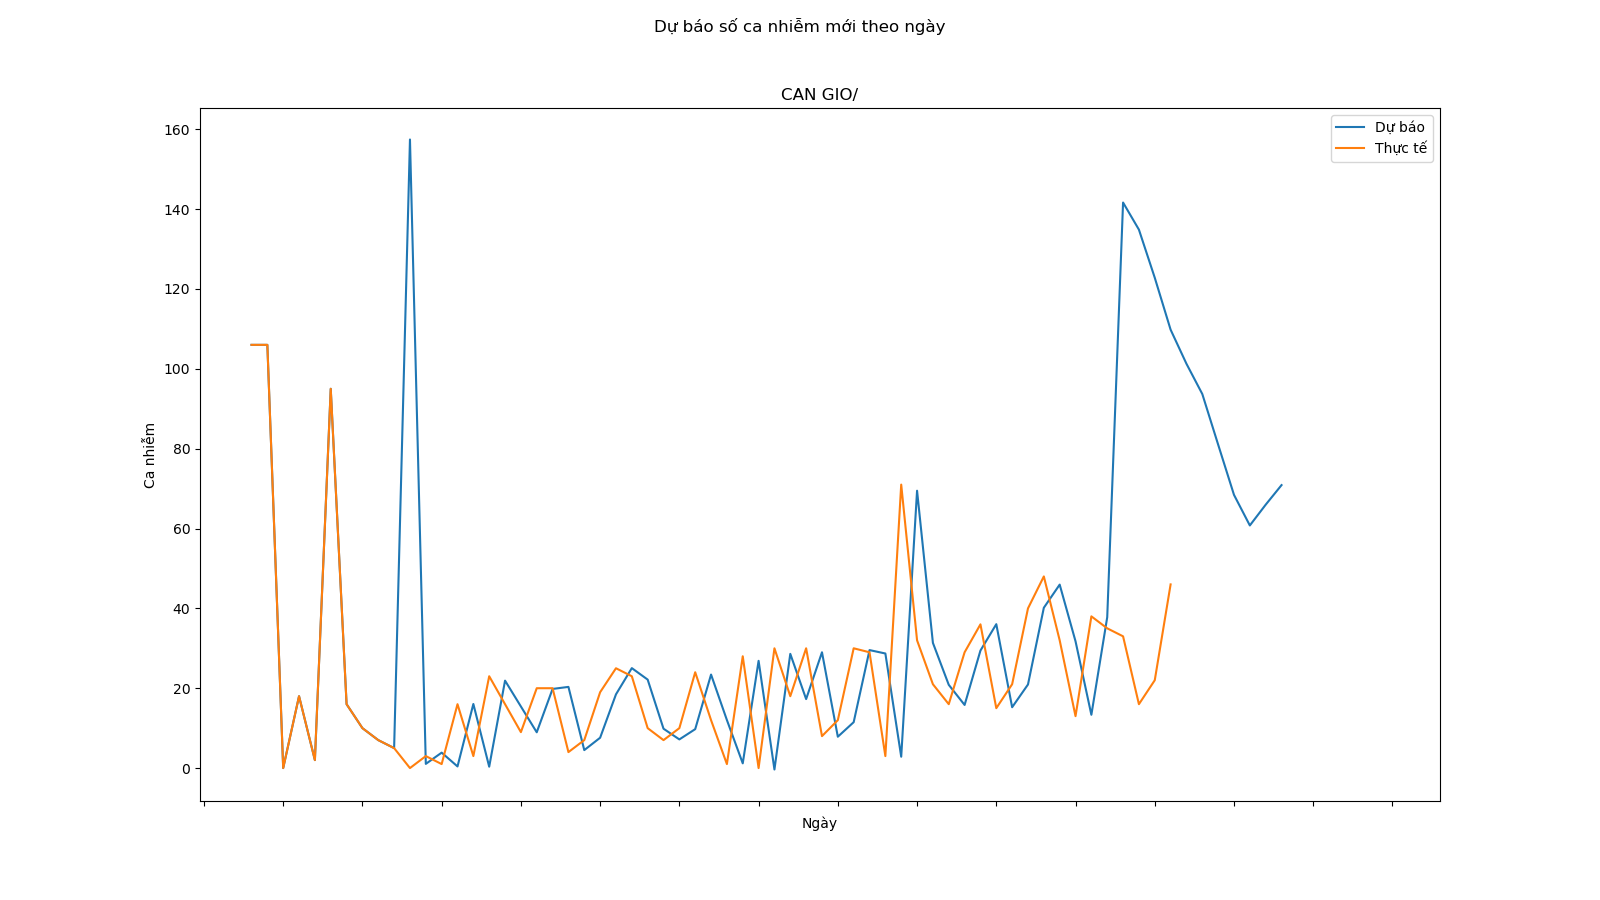 Dự báo số ca nhiễm mới theo ngày
CAN GIO/
Dự báo
Thực tế
160
140
120
100
80
60
40
20
0
Ca nhiễm
Ngày